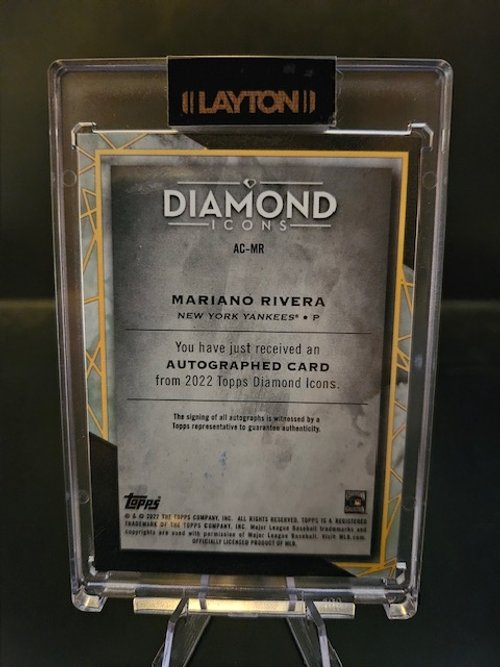 LAYTON
DIAMOND
ICONS
AC-MR
MARIANO RIVERA
NEW YORK YANKEES® • P
You have just received an
AUTOGRAPHED CARD
from 2022 Topps Diamond Icons.
The signing of all autographs is witnessed by a
Topps representative to guarantee authenticity.
Topps
® & © 2022 THE TOPPS COMPANY, INC. ALL RIGHTS RESERVED. TOPPS IS A REGISTERED
TRADEMARK OF THE TOPPS COMPANY, INC. Major League Baseball trademarks and
copyrights are used with permission of Major League Baseball. Visit MLB.com.
OFFICIALLY LICENSED PRODUCT OF MLB.